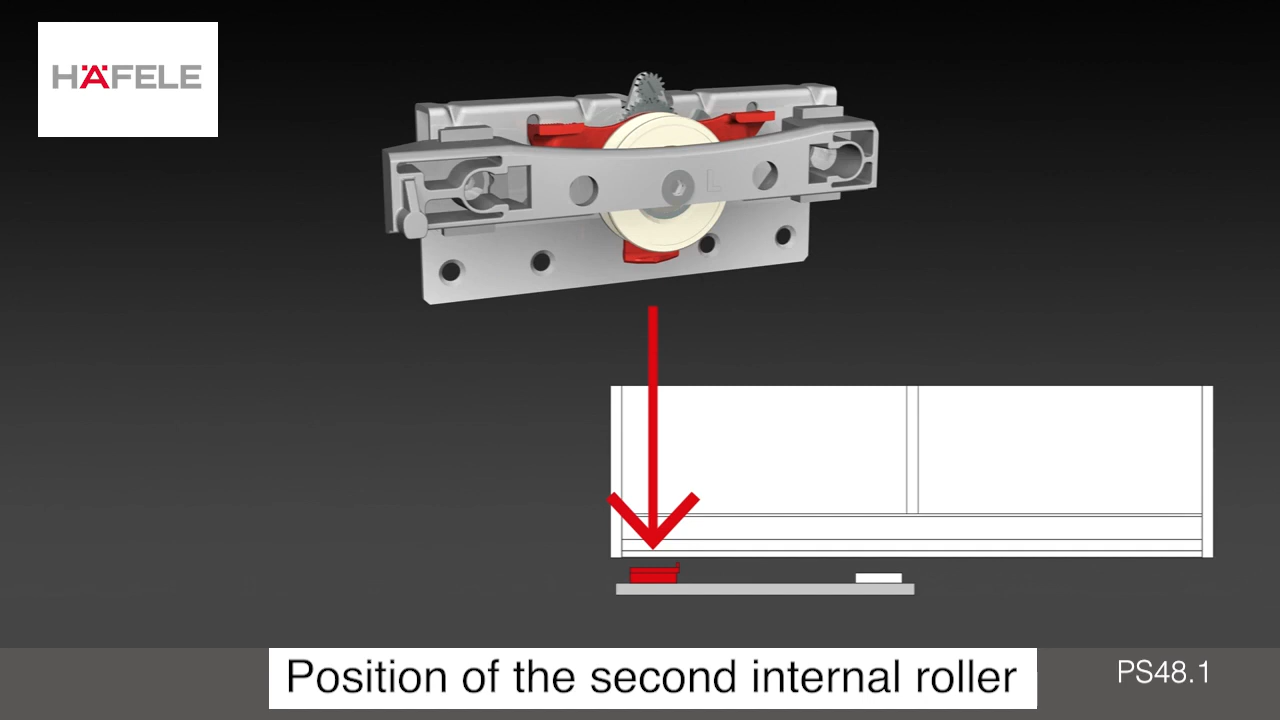 HÄFELE
L
Position of the second internal roller
PS48.1